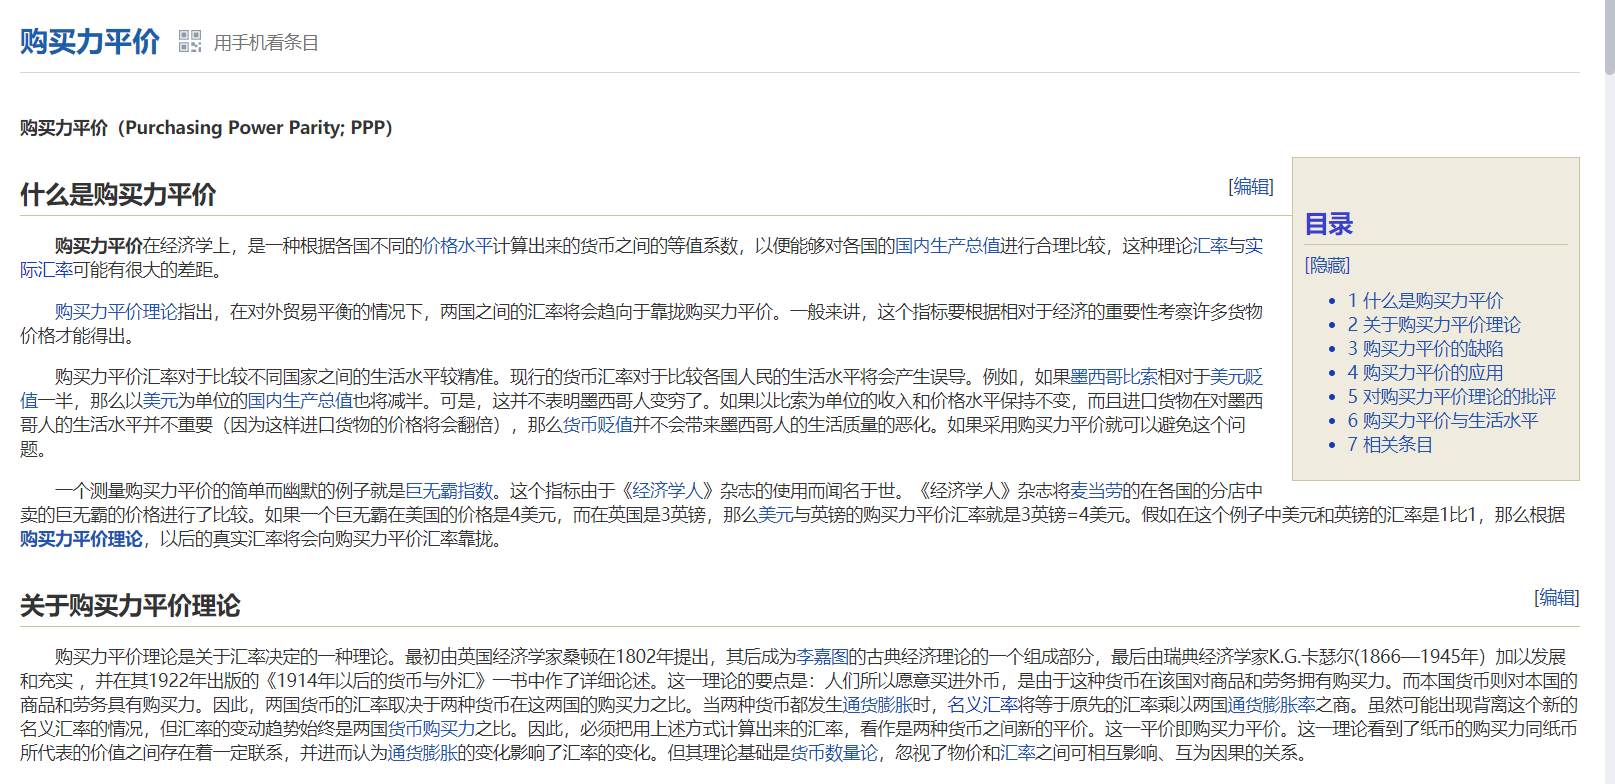 购买力平价 用手机看条目
购买力平价（Purchasing Power Parity; PPP）
什么是购买力平价
[编辑]
购买力平价在经济学上，是一种根据各国不同的价格水平计算出来的货币之间的等值系数，以便能够对各国的国内生产总值进行合理比较，这种理论汇率与实
际汇率可能有很大的差距。
购买力平价理论指出，在对外贸易平衡的情况下，两国之间的汇率将会趋向于靠拢购买力平价。一般来讲，这个指标要根据相对于经济的重要性考察许多货物
价格才能得出。
购买力平价汇率对于比较不同国家之间的生活水平较精准。现行的货币汇率对于比较各国人民的生活水平将会产生误导。例如，如果墨西哥比索相对于美元贬
值一半，那么以美元为单位的国内生产总值也将减半。可是，这并不表明墨西哥人变穷了。如果以比索为单位的收入和价格水平保持不变，而且进口货物在对墨西
哥人的生活水平并不重要（因为这样进口货物的价格将会翻倍），那么货币贬值并不会带来墨西哥人的生活质量的恶化。如果采用购买力平价就可以避免这个问
题。
一个测量购买力平价的简单而幽默的例子就是巨无霸指数。这个指标由于《经济学人》杂志的使用而闻名于世。《经济学人》杂志将麦当劳的在各国的分店中
卖的巨无霸的价格进行了比较。如果一个巨无霸在美国的价格是4美元，而在英国是3英镑，那么美元与英镑的购买力平价汇率就是3英镑=4美元。假如在这个例子中美元和英镑的汇率是1比1，那么根据
购买力平价理论，以后的真实汇率将会向购买力平价汇率靠拢。
目录
[隐藏]
1 什么是购买力平价
2 关于购买力平价理论
3 购买力平价的缺陷
4 购买力平价的应用
5 对购买力平价理论的批评
6 购买力平价与生活水平
7 相关条目
关于购买力平价理论
[编辑]
购买力平价理论是关于汇率决定的一种理论。最初由英国经济学家桑顿在1802年提出，其后成为李嘉图的古典经济理论的一个组成部分，最后由瑞典经济学家K.G.卡瑟尔(1866—1945年）加以发展
和充实 ，并在其1922年出版的《1914年以后的货币与外汇》一书中作了详细论述。这一理论的要点是：人们所以愿意买进外币，是由于这种货币在该国对商品和劳务拥有购买力。而本国货币则对本国的
商品和劳务具有购买力。因此，两国货币的汇率取决于两种货币在这两国的购买力之比。当两种货币都发生通货膨胀时，名义汇率将等于原先的汇率乘以两国通货膨胀率之商。虽然可能出现背离这个新的
名义汇率的情况，但汇率的变动趋势始终是两国货币购买力之比。因此，必须把用上述方式计算出来的汇率，看作是两种货币之间新的平价。这一平价即购买力平价。这一理论看到了纸币的购买力同纸币
所代表的价值之间存在着一定联系，并进而认为通货膨胀的变化影响了汇率的变化。但其理论基础是货币数量论，忽视了物价和汇率之间可相互影响、互为因果的关系。